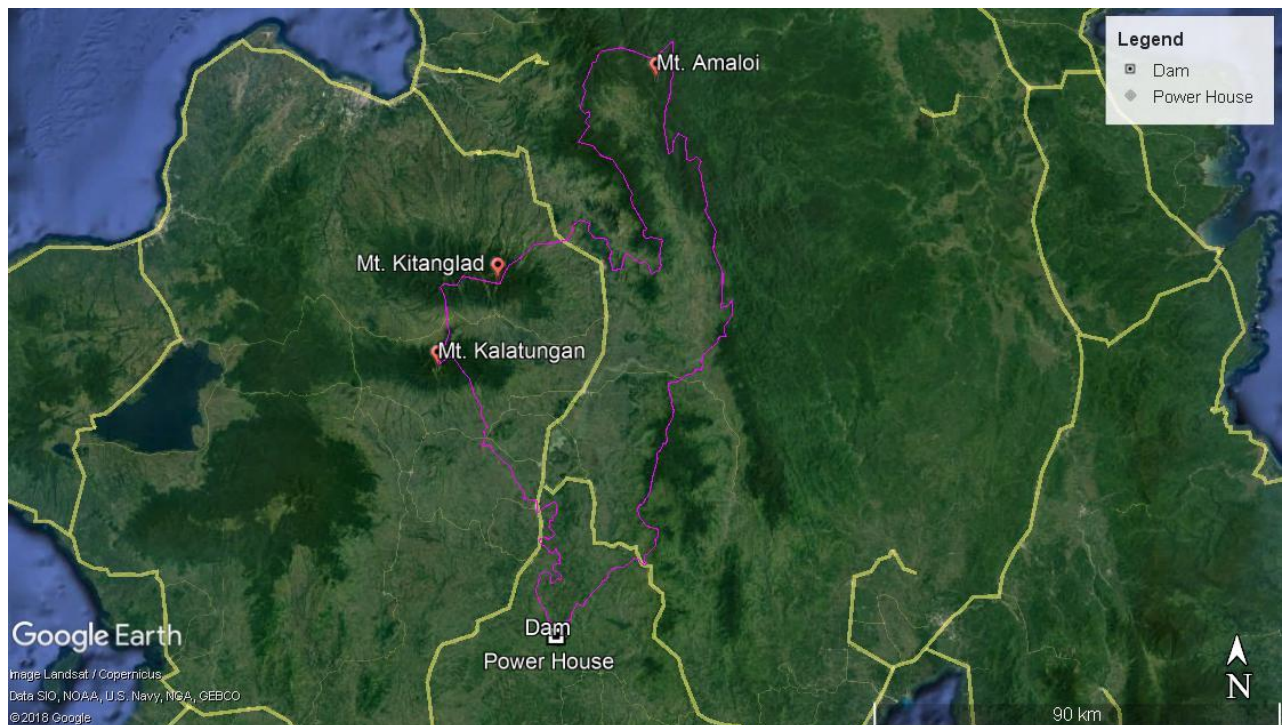 Legend
Dam
Power House
Mt. Amaloi
Mt. Kitanglad
Mt. Kalatungan
Dam
Power House
Google Earth
Image Landsat / Copernicus
Data SIO, NOAA, U.S. Navy, NGA, GEBCO
©2018 Google
N
90 km